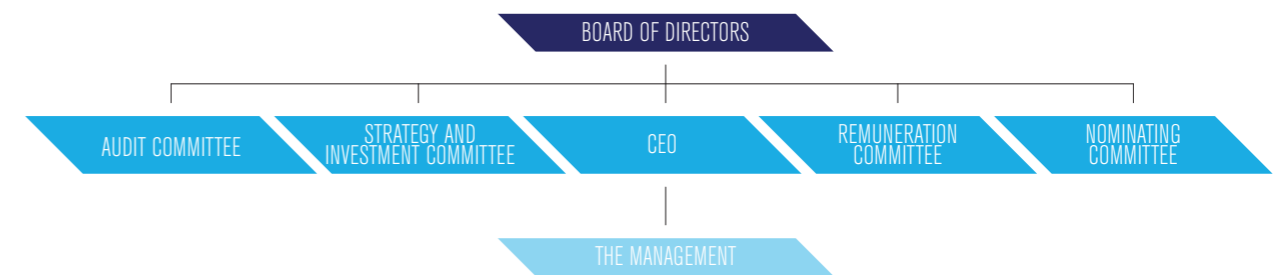 BOARD OF DIRECTORS
AUDIT COMMITTEE
STRATEGY AND
INVESTMENT COMMITTEE
CEO
REMUNERATION
COMMITTEE
NOMINATING
COMMITTEE
THE MANAGEMENT